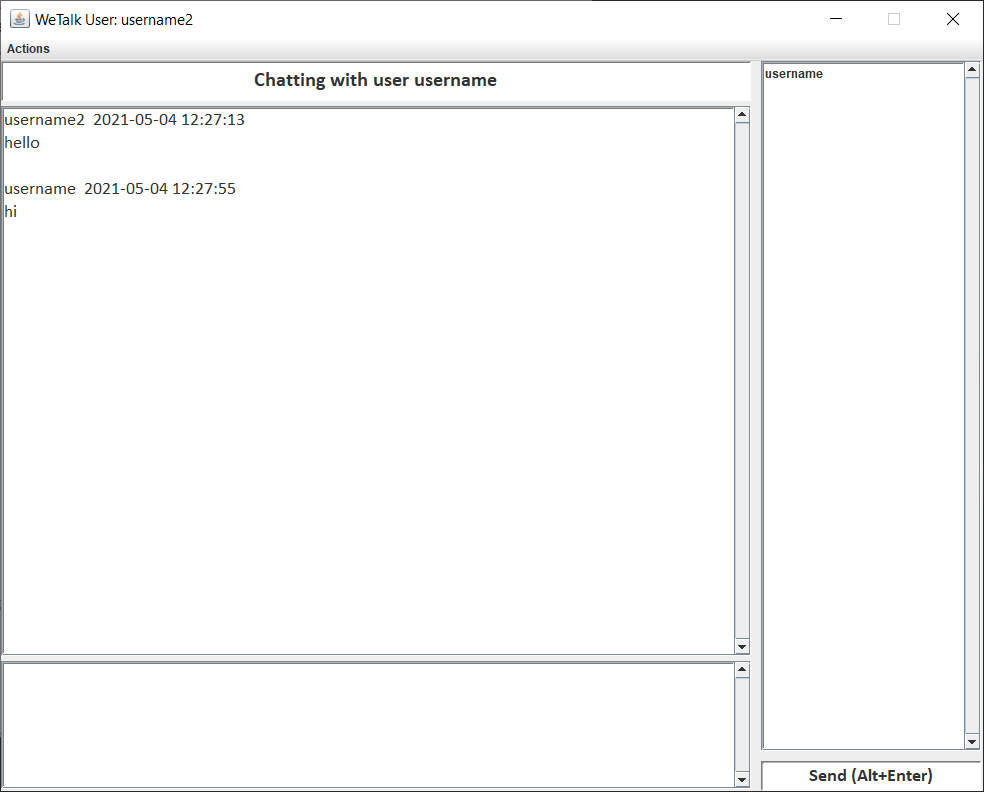 WeTalk User: username2
Actions
Chatting with user username
username
username2  2021-05-04 12:27:13
hello
username  2021-05-04 12:27:55
hi
Send (Alt+Enter)